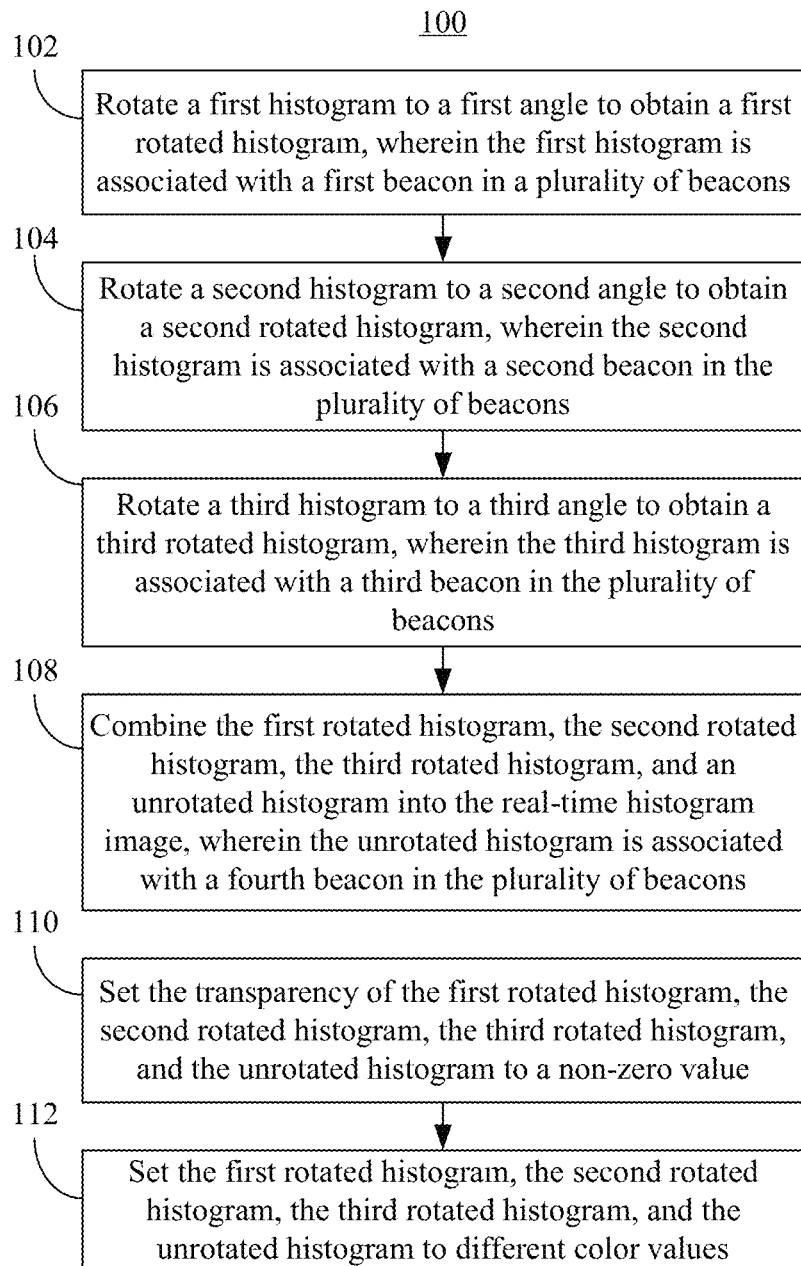 100
102
Rotate a first histogram to a first angle to obtain a first
rotated histogram, wherein the first histogram is
associated with a first beacon in a plurality of beacons
104
Rotate a second histogram to a second angle to obtain
a second rotated histogram, wherein the second
histogram is associated with a second beacon in the
plurality of beacons
106
Rotate a third histogram to a third angle to obtain a
third rotated histogram, wherein the third histogram is
associated with a third beacon in the plurality of
beacons
108
Combine the first rotated histogram, the second rotated
histogram, the third rotated histogram, and an
unrotated histogram into the real-time histogram
image, wherein the unrotated histogram is associated
with a fourth beacon in the plurality of beacons
110
Set the transparency of the first rotated histogram, the
second rotated histogram, the third rotated histogram,
and the unrotated histogram to a non-zero value
112
Set the first rotated histogram, the second rotated
histogram, the third rotated histogram, and the
unrotated histogram to different color values